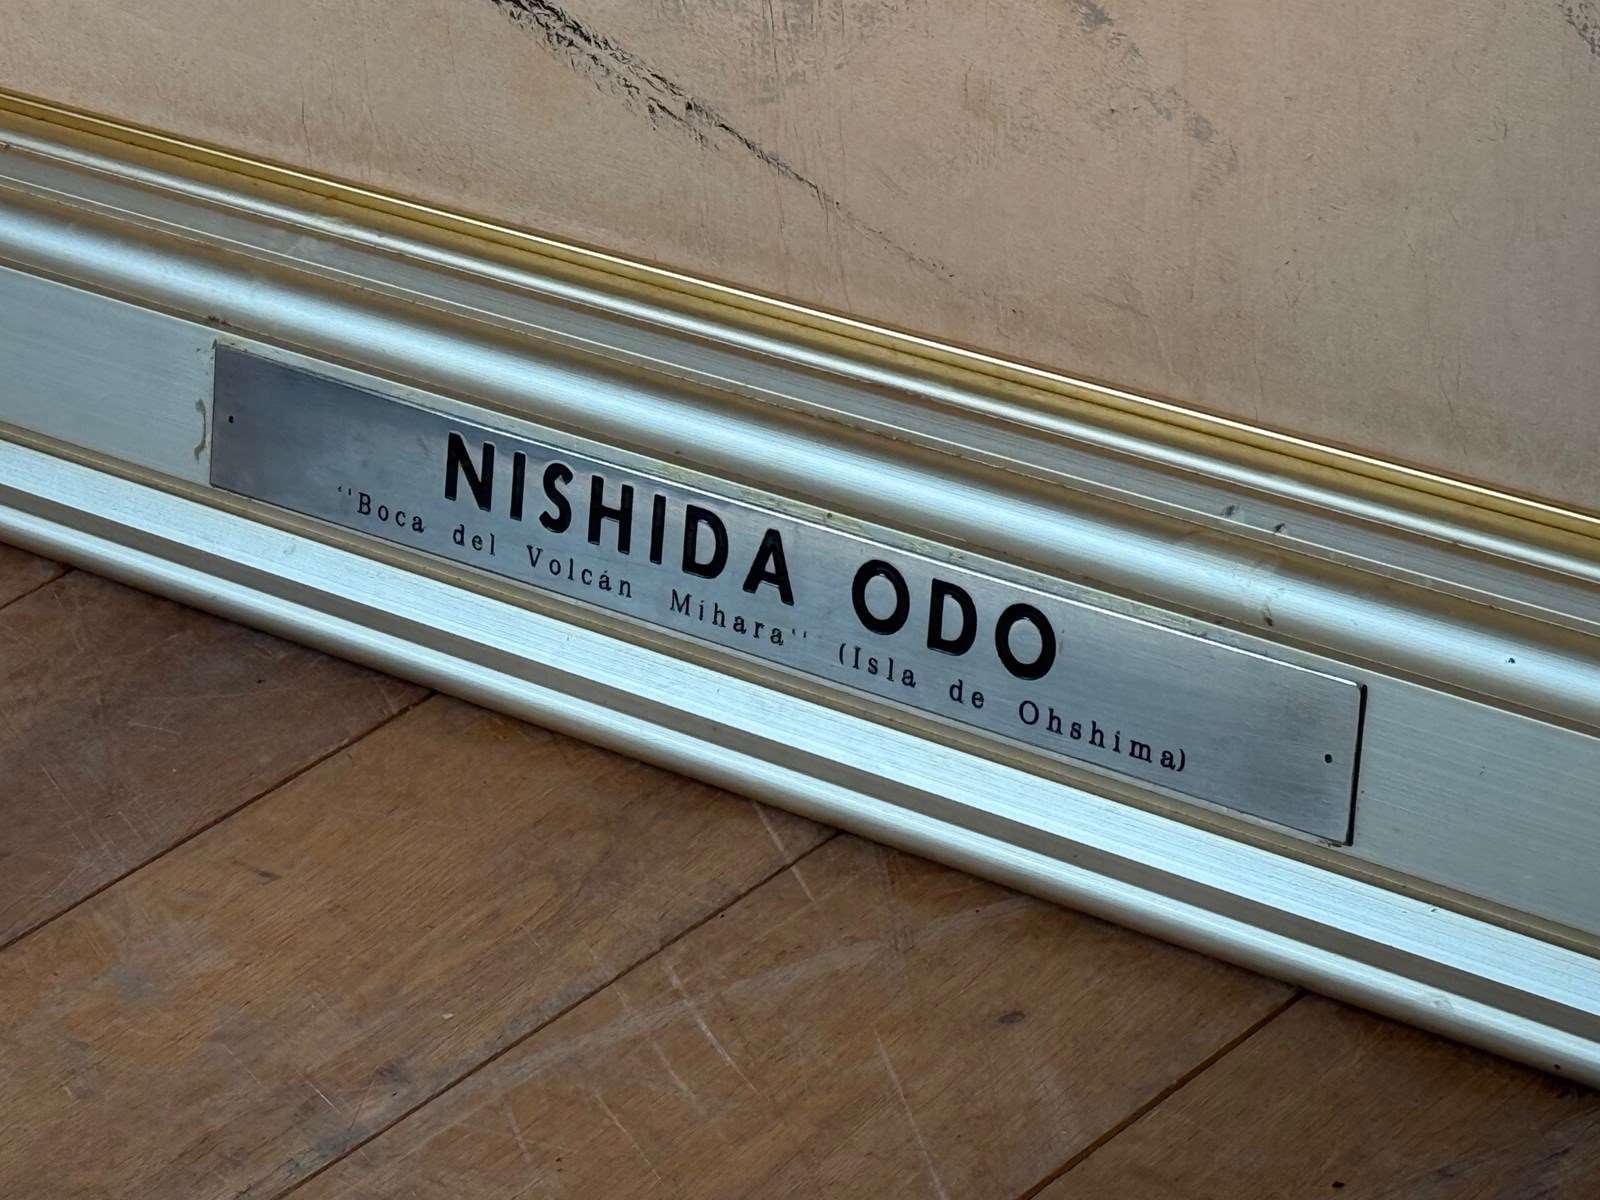 NISHIDA ODO
"Boca del Volcán Mihara" (Isla de Ohshima)